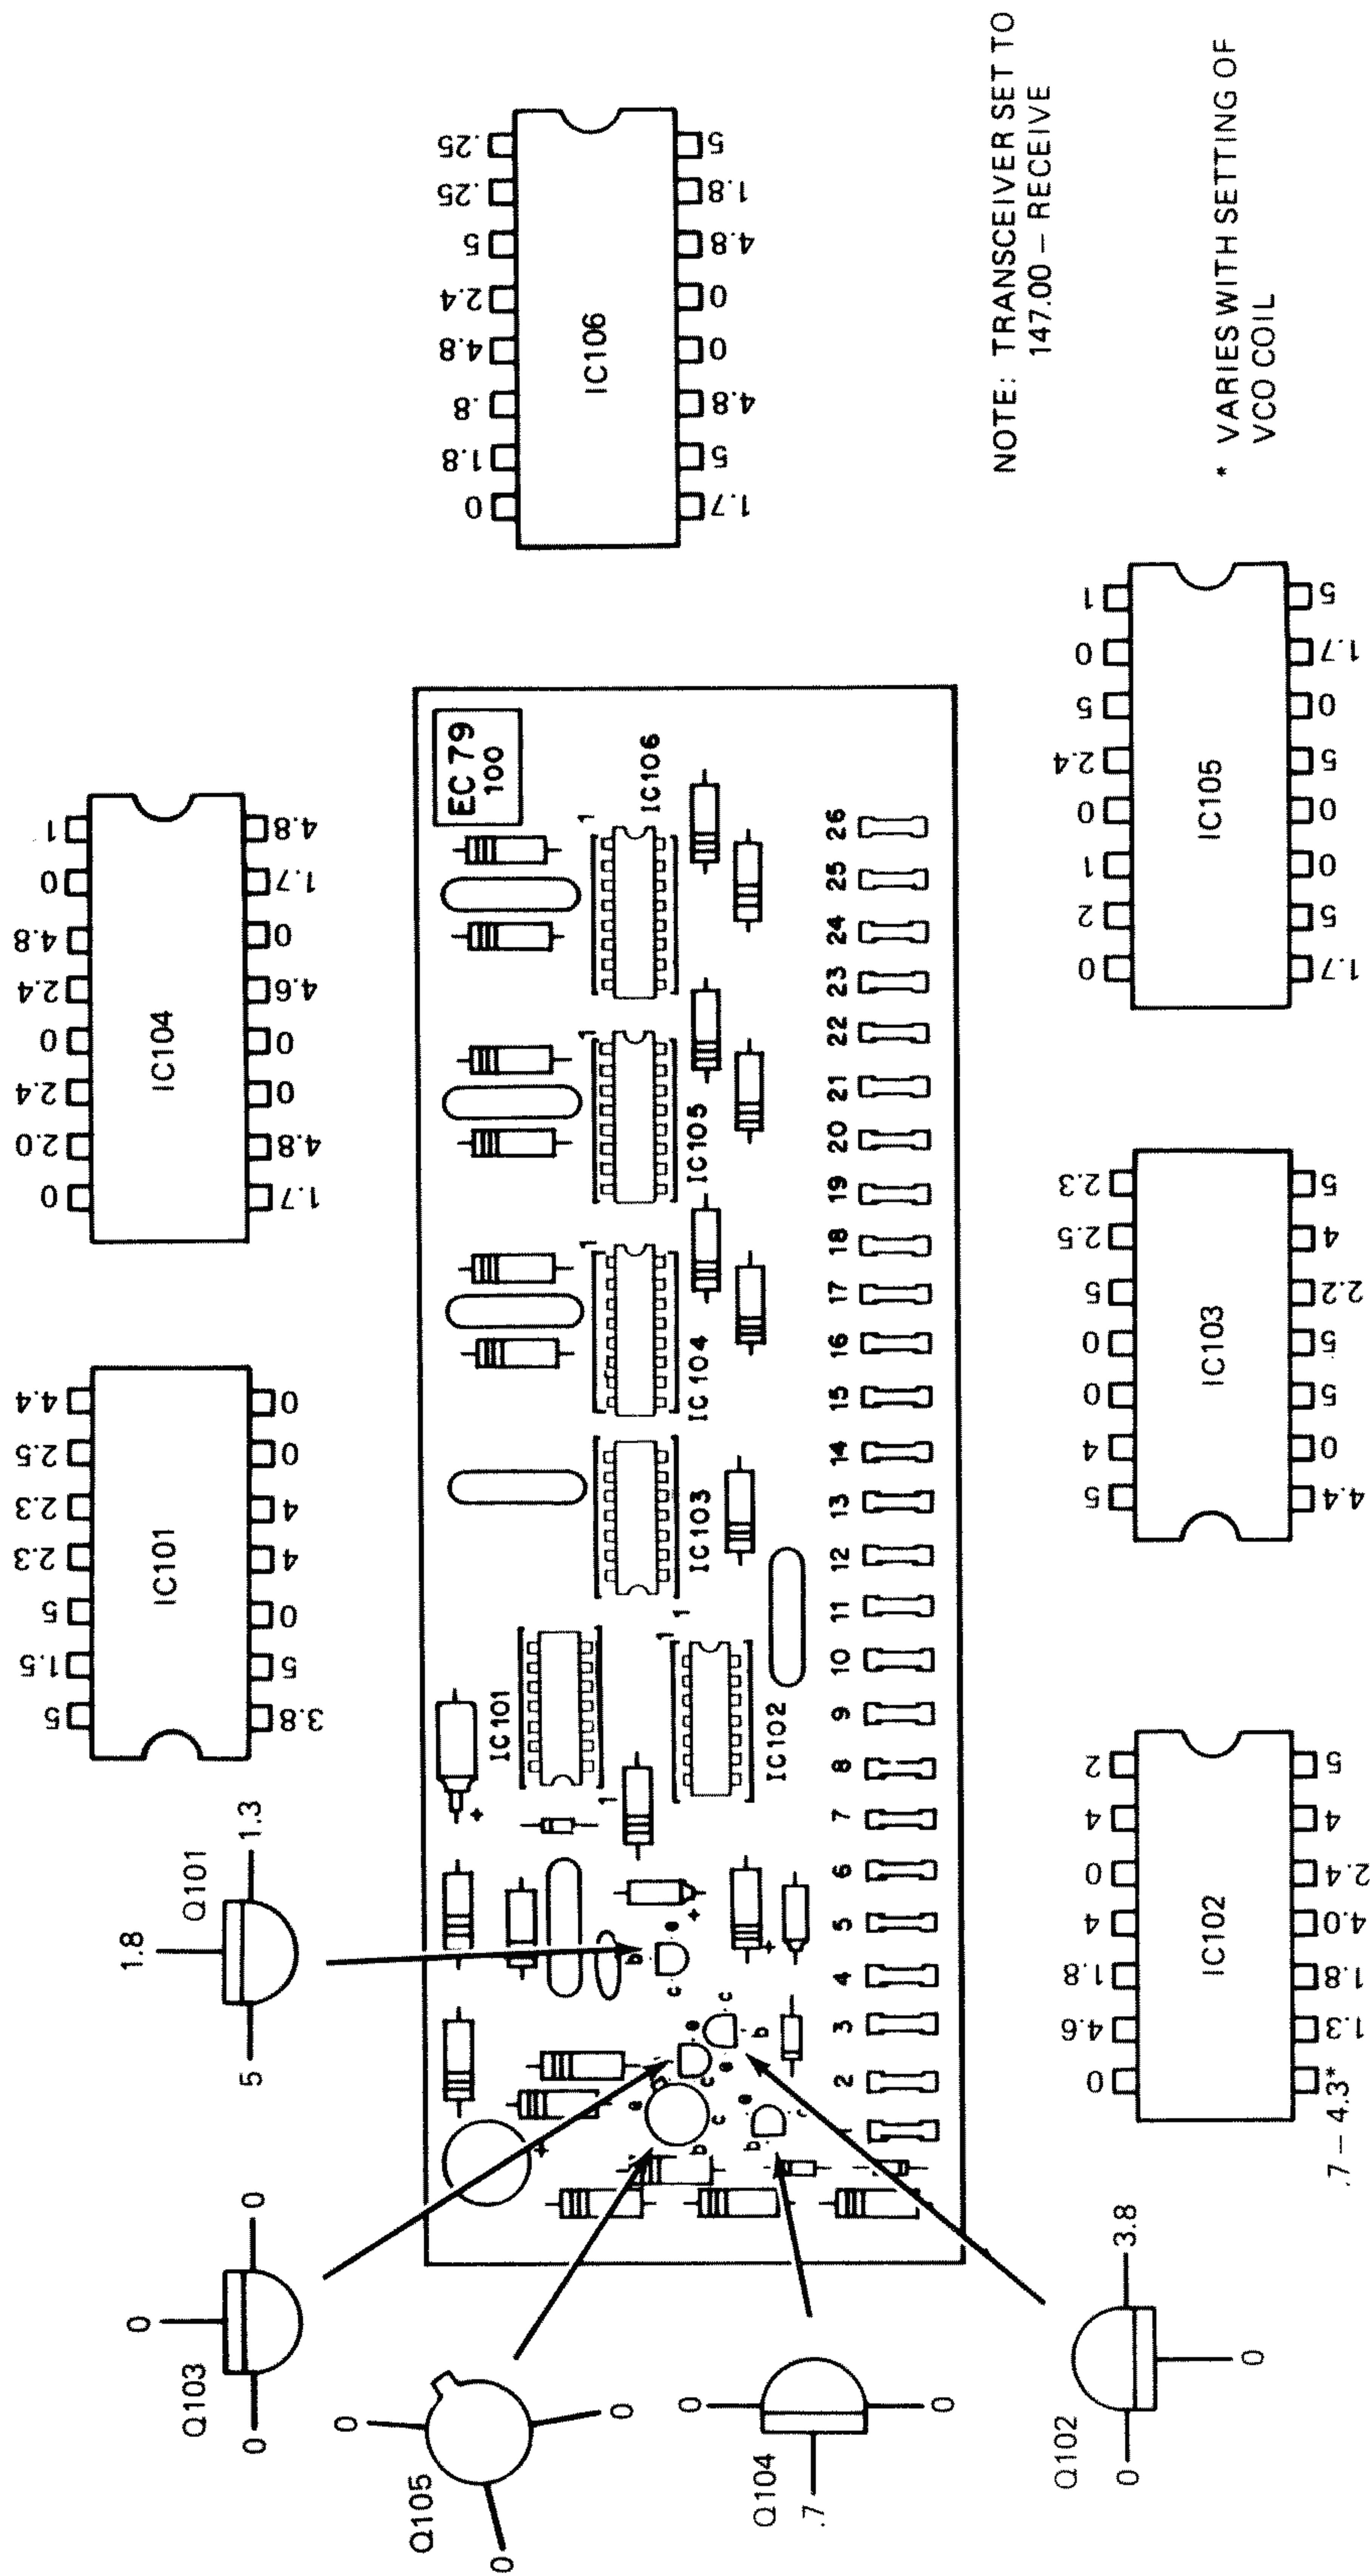 Q103
0
0
0
Q101
1.8
5
1.3
5 1.5 5 2.3 2.3 2.5 4.4
IC101
3.8 5 0 4 4 0 0
0 2.0 2.4 0 2.4 4.8 0 1
IC104
1.7 4.8 0 0 4.6 0 1.7 4.8
Q105
0
0
0
0 1.8 .8 4.8 2.4 5 .25 .25
IC106
1.7 5 4.8 0 0 4.8 1.8 5
EC 79
100
+
+
IC101
1
1
1
1
1
1
IC103
IC104
IC105
IC106
IC102
e
b
c
+
b
e
c
e
c
b
b
c
e
b
e
c
+
1 2 3 4 5 6 7 8 9 10 11 12 13 14 15 16 17 18 19 20 21 22 23 24 25 26
Q104
.7
0
0
Q102
0
3.8
0
0 4.6 1.8 4 0 4 2
IC102
.7 – 4.3* 1.3 1.8 4.0 2.4 4 5
5 4 0 0 5 2.5 2.3
IC103
4.4 0 5 5 2.2 4 5
0 2 1 0 2.4 5 0 1
IC105
1.7 5 0 0 5 0 1.7 5
NOTE: TRANSCEIVER SET TO
147.00 – RECEIVE
* VARIES WITH SETTING OF
VCO COIL